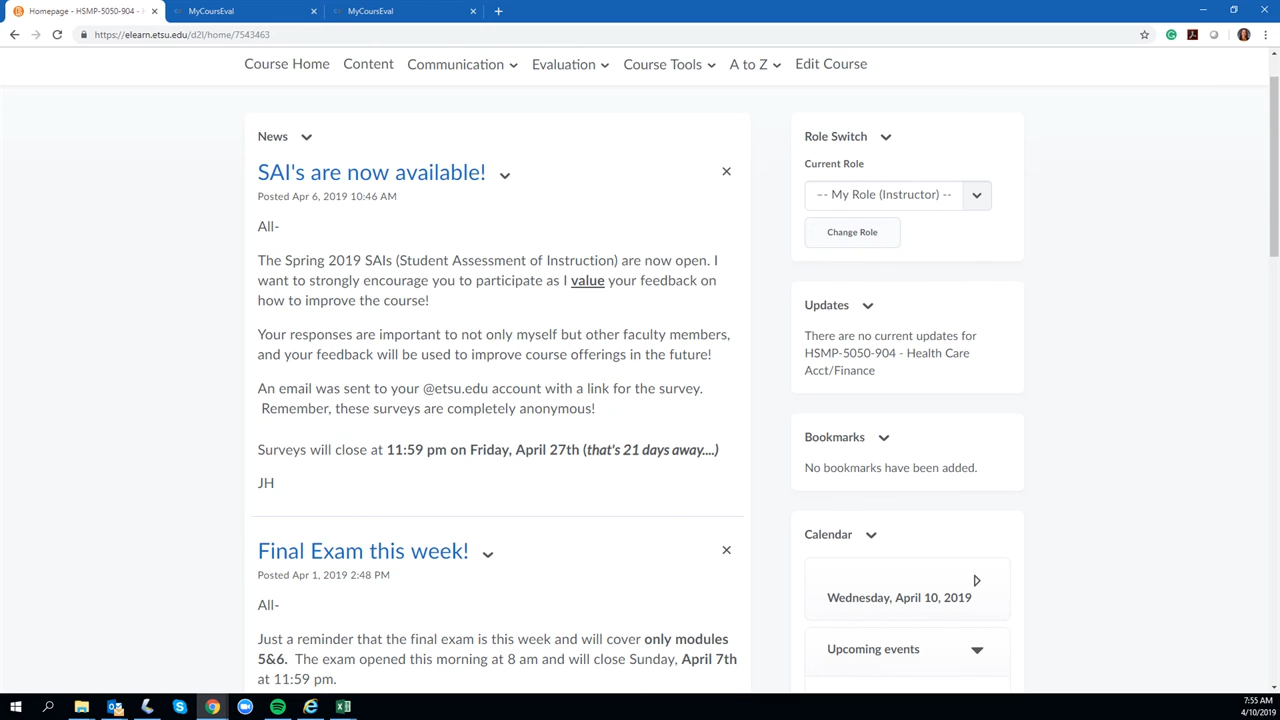 Homepage - HSMP-5050-904 -
MyCoursEval
MyCoursEval
https://elearn.etsu.edu/d2l/home/7543463
Course Home
Content
Communication
Evaluation
Course Tools
A to Z
Edit Course
News
SAI's are now available!
Posted Apr 6, 2019 10:46 AM
All-
The Spring 2019 SAIs (Student Assessment of Instruction) are now open. I
want to strongly encourage you to participate as I value your feedback on
how to improve the course!
Your responses are important to not only myself but other faculty members,
and your feedback will be used to improve course offerings in the future!
An email was sent to your @etsu.edu account with a link for the survey.
Remember, these surveys are completely anonymous!
Surveys will close at 11:59 pm on Friday, April 27th (that's 21 days away....)
JH
Final Exam this week!
Posted Apr 1, 2019 2:48 PM
All-
Just a reminder that the final exam is this week and will cover only modules
5&6. The exam opened this morning at 8 am and will close Sunday, April 7th
at 11:59 pm.
Role Switch
Current Role
-- My Role (Instructor) --
Change Role
Updates
There are no current updates for
HSMP-5050-904 - Health Care
Acct/Finance
Bookmarks
No bookmarks have been added.
Calendar
Wednesday, April 10, 2019
Upcoming events
7:55 AM
4/10/2019